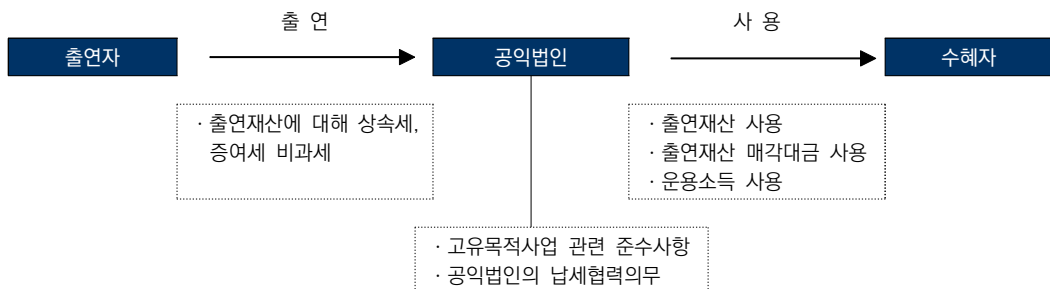 출 연
사 용
출연자
공익법인
수혜자
· 출연재산에 대해 상속세,
증여세 비과세
· 출연재산 사용
· 출연재산 매각대금 사용
· 운용소득 사용
· 고유목적사업 관련 준수사항
· 공익법인의 납세협력의무